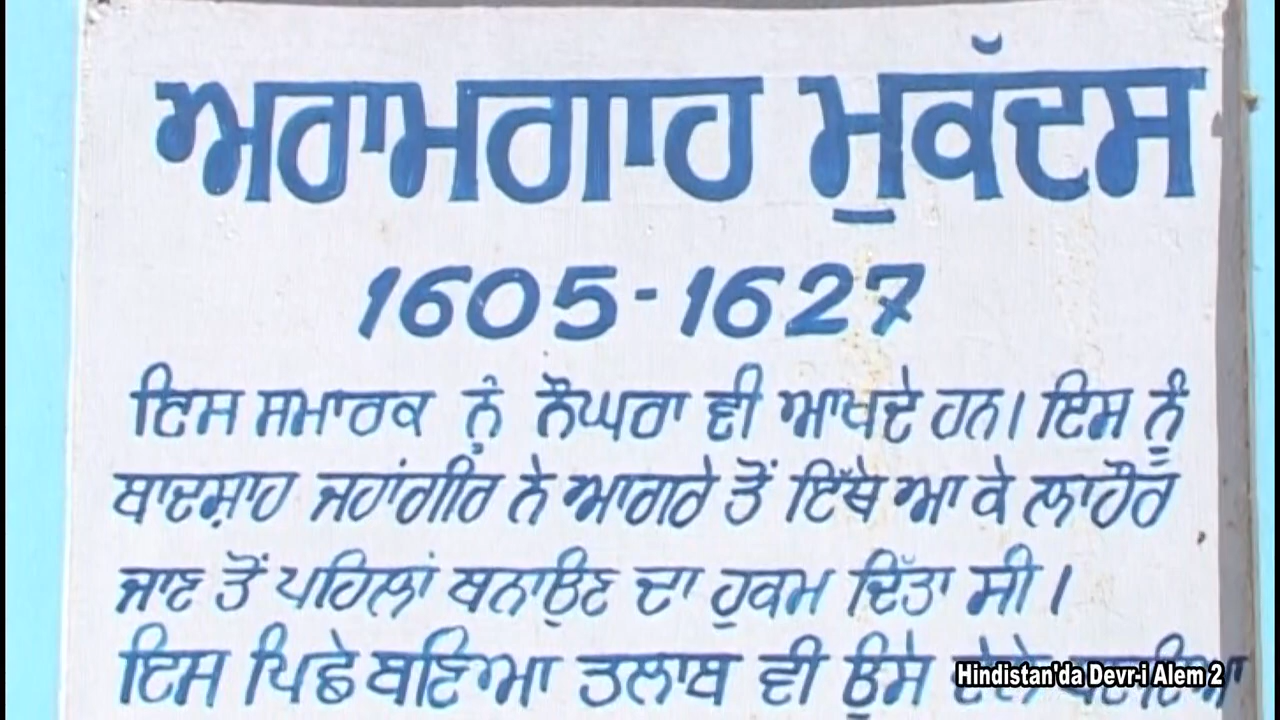 ਅਰਾਮਗਾਹ ਮੁਕੱਦਸ
1605-1627
ਇਸ ਸਮਾਰਕ ਨੂੰ ਨੌਘਰਾ ਵੀ ਆਖਦੇ ਹਨ। ਇਸ ਨੂੰ
ਬਾਦਸ਼ਾਹ ਜਹਾਂਗੀਰ ਨੇ ਆਗਰੇ ਤੋਂ ਇੱਥੇ ਆ ਕੇ ਲਾਹੌਰ
ਜਾਣ ਤੋਂ ਪਹਿਲਾਂ ਬਨਾਉਣ ਦਾ ਹੁਕਮ ਦਿੱਤਾ ਸੀ।
ਇਸ ਪਿਛੇ ਬਣਿਆ ਤਲਾਬ ਵੀ ਉਸੇ
Hindistan'da Devr-i Alem 2